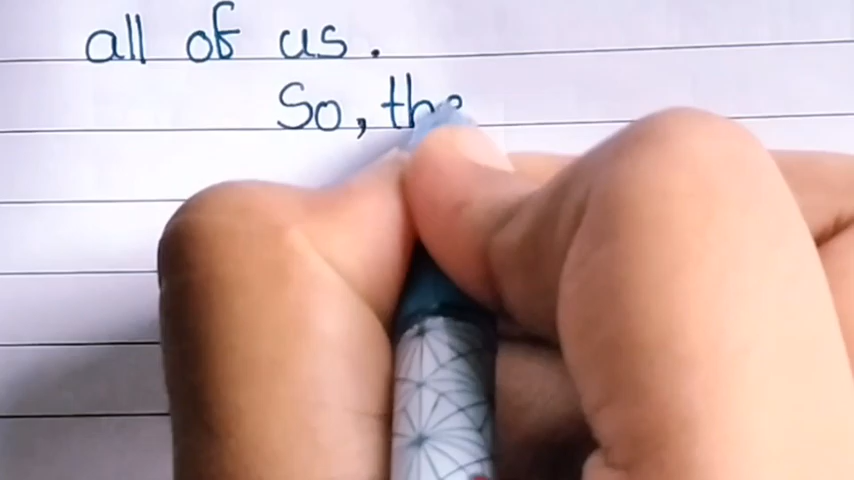 all of us.
So, the